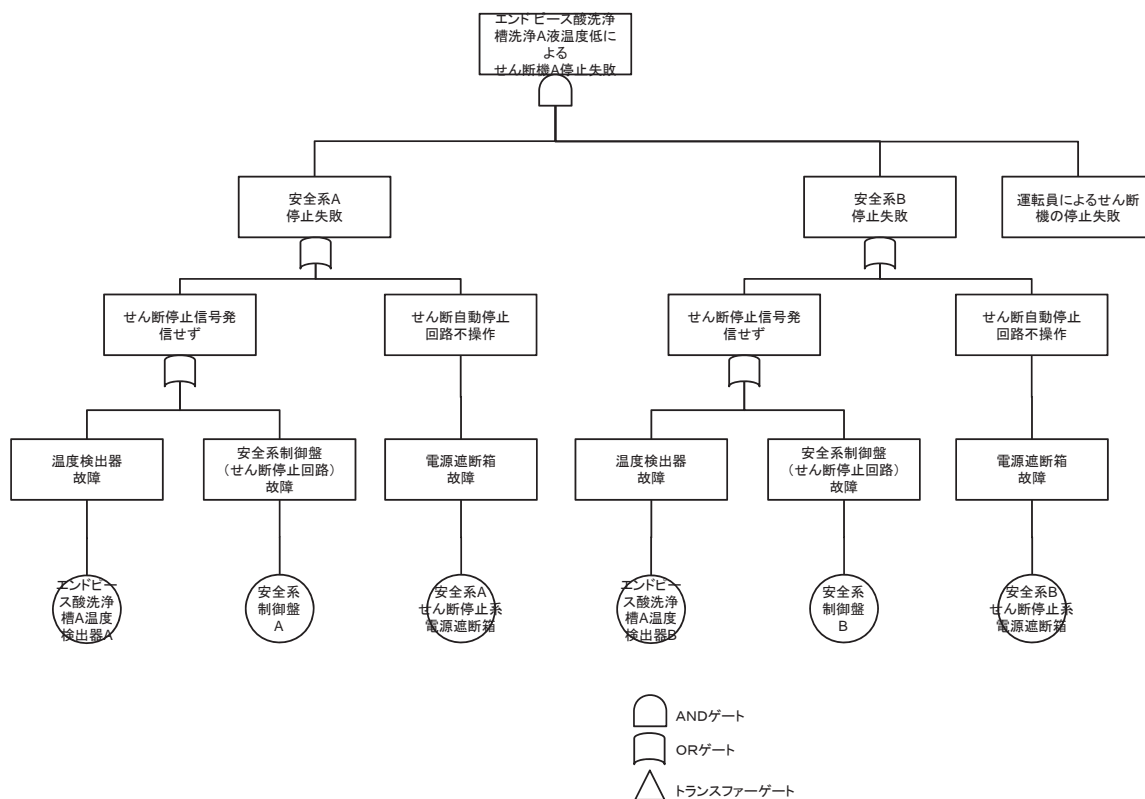 エンドピース酸洗浄
槽洗浄A液温度低に
よる
せん断機A停止失敗
安全系A
停止失敗
安全系B
停止失敗
運転員によるせん断
機の停止失敗
せん断停止信号発
信せず
せん断自動停止
回路不操作
せん断停止信号発
信せず
せん断自動停止
回路不操作
温度検出器
故障
安全系制御盤
(せん断停止回路)
故障
電源遮断箱
故障
温度検出器
故障
安全系制御盤
(せん断停止回路)
故障
電源遮断箱
故障
エンドピー
ス酸洗浄
槽A温度
検出器A
安全系
制御盤
A
安全系A
せん断停止系
電源遮断箱
エンドピー
ス酸洗浄
槽A温度
検出器B
安全系
制御盤
B
安全系B
せん断停止系
電源遮断箱
ANDゲート
ORゲート
トランスファーゲート